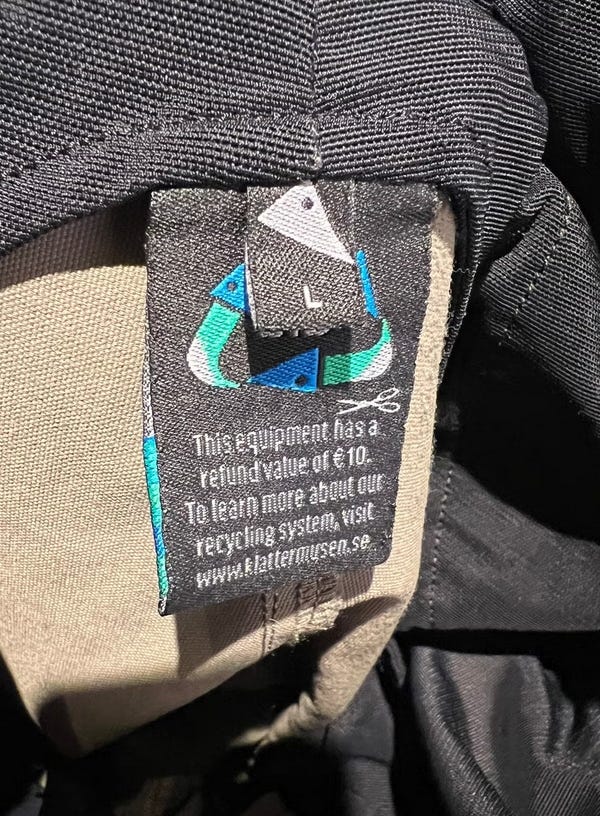 L
This equipment has a
refund value of €10.
To learn more about our
recycling system, visit
www.klattermusen.se